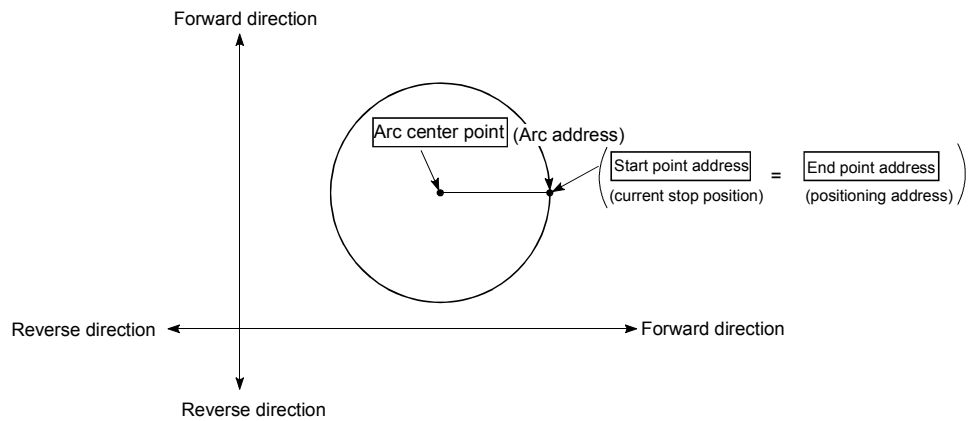 Forward direction
Arc center point (Arc address)
Start point address = End point address
(current stop position) (positioning address)
Reverse direction Forward direction
Reverse direction